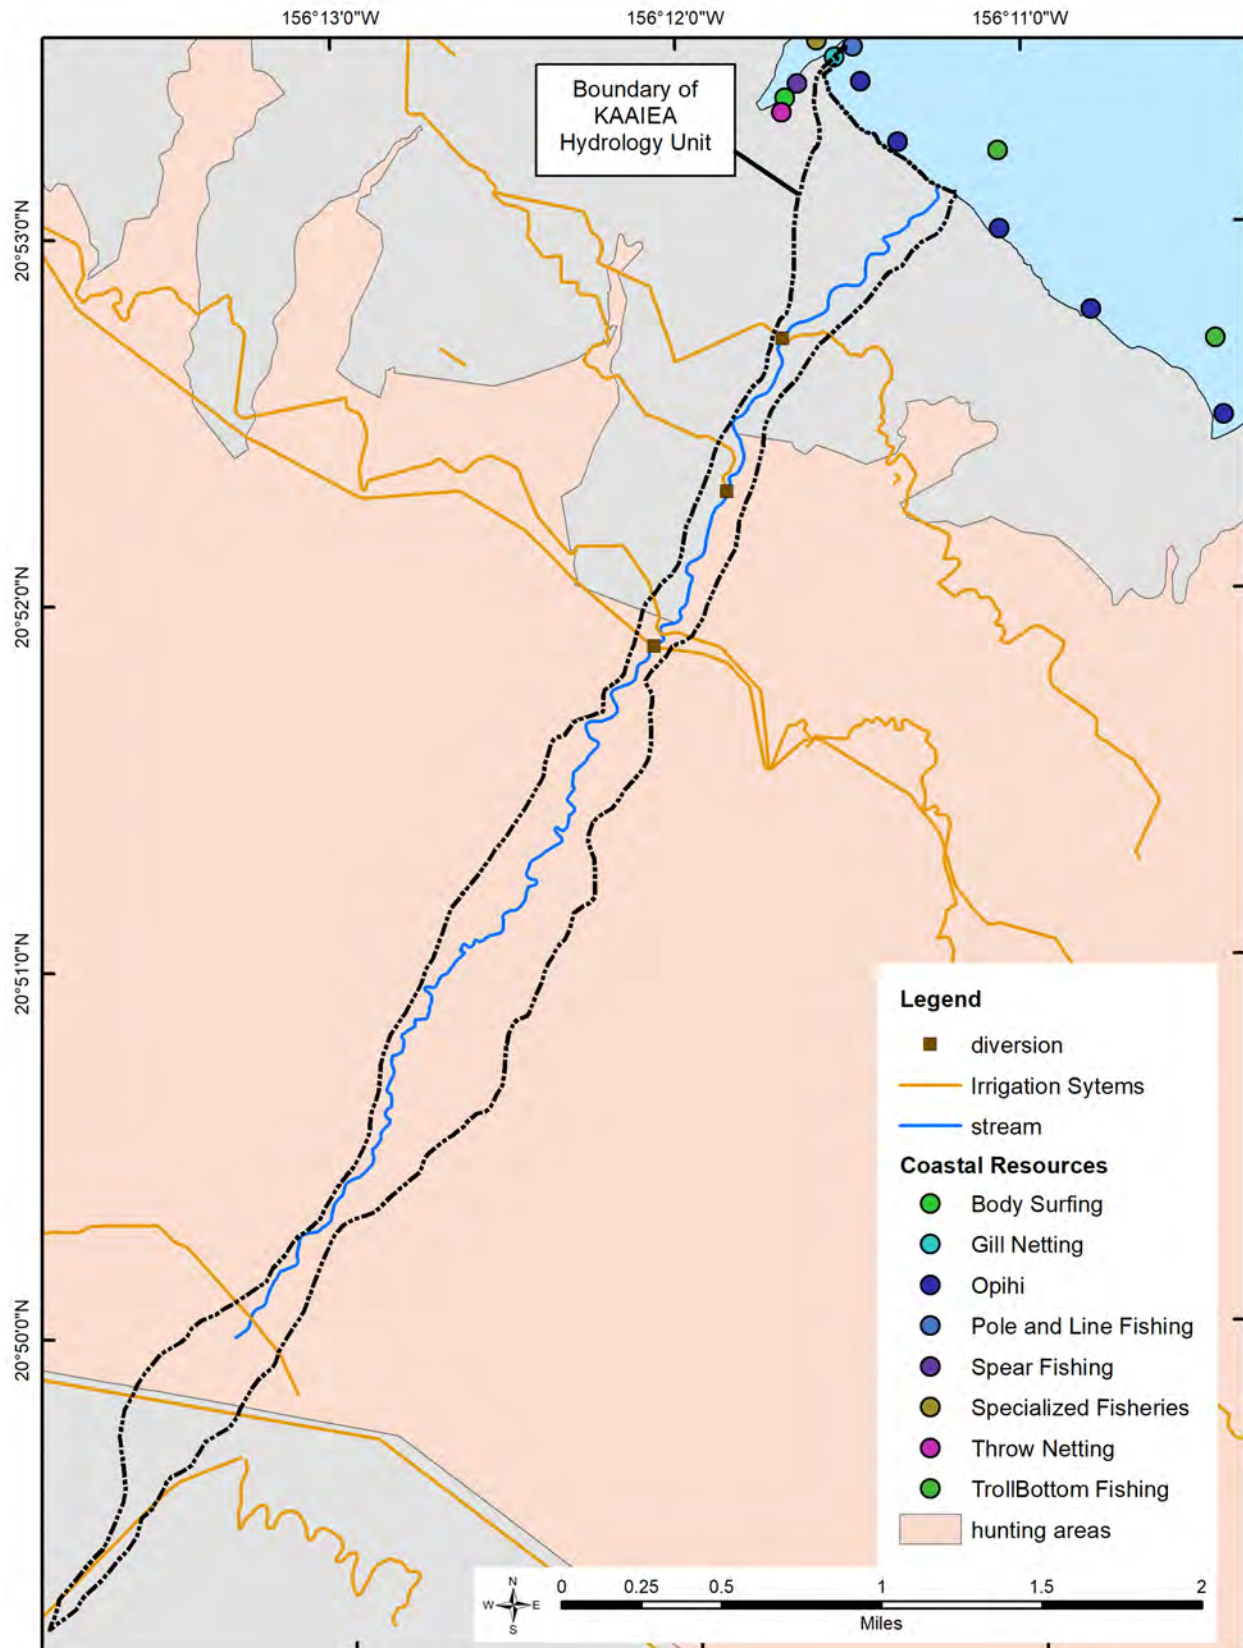 156°13'0"W
156°12'0"W
156°11'0"W
Boundary of
KAAIEA
Hydrology Unit
20°53'0"N
20°52'0"N
20°51'0"N
20°50'0"N
Legend
diversion
Irrigation Sytems
stream
Coastal Resources
Body Surfing
Gill Netting
Opihi
Pole and Line Fishing
Spear Fishing
Specialized Fisheries
Throw Netting
TrollBottom Fishing
hunting areas
N
W E
S
0 0.25 0.5 1 1.5 2
Miles